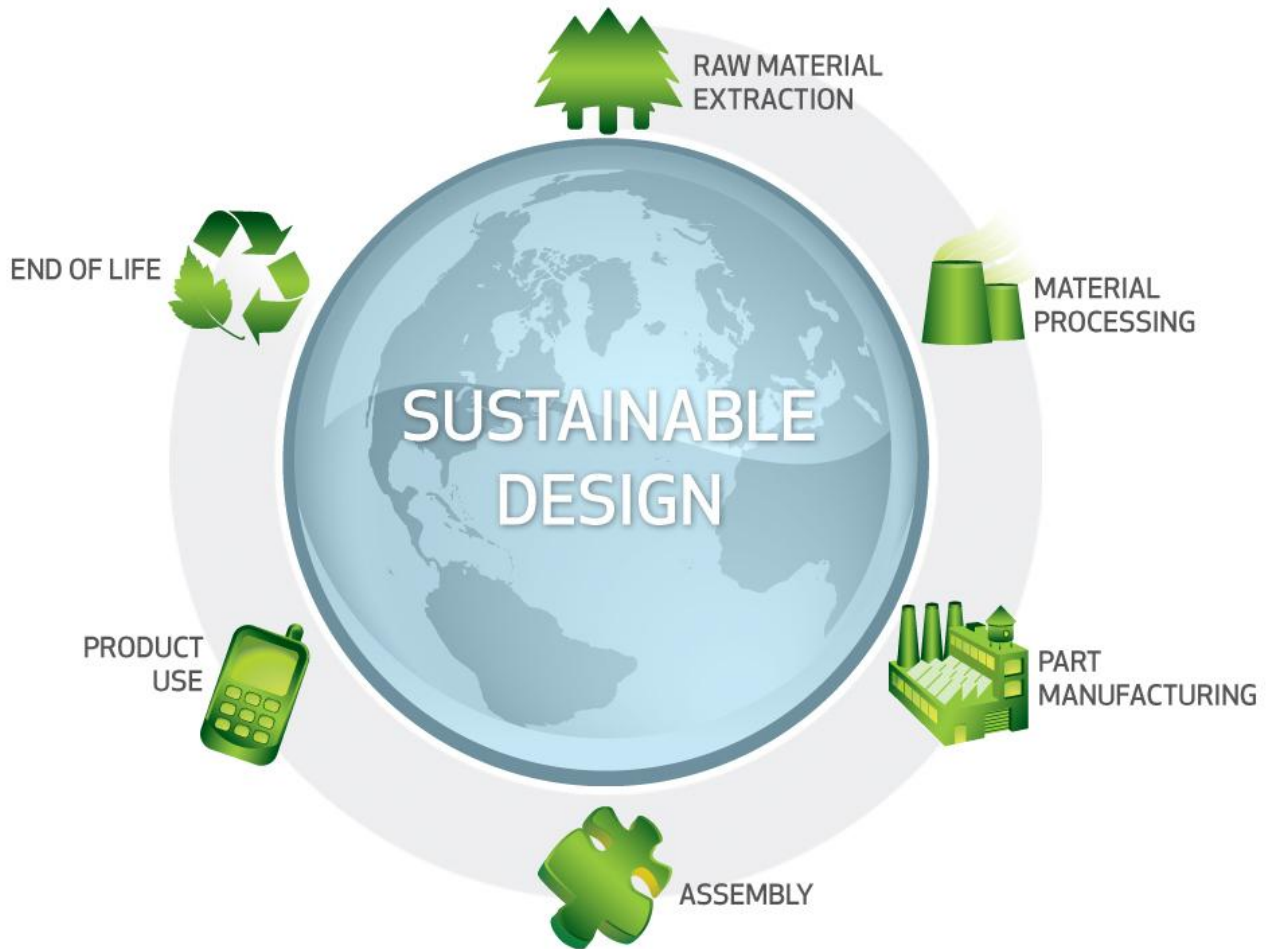 RAW MATERIAL
EXTRACTION
MATERIAL
PROCESSING
PART
MANUFACTURING
ASSEMBLY
PRODUCT
USE
END OF LIFE
SUSTAINABLE
DESIGN